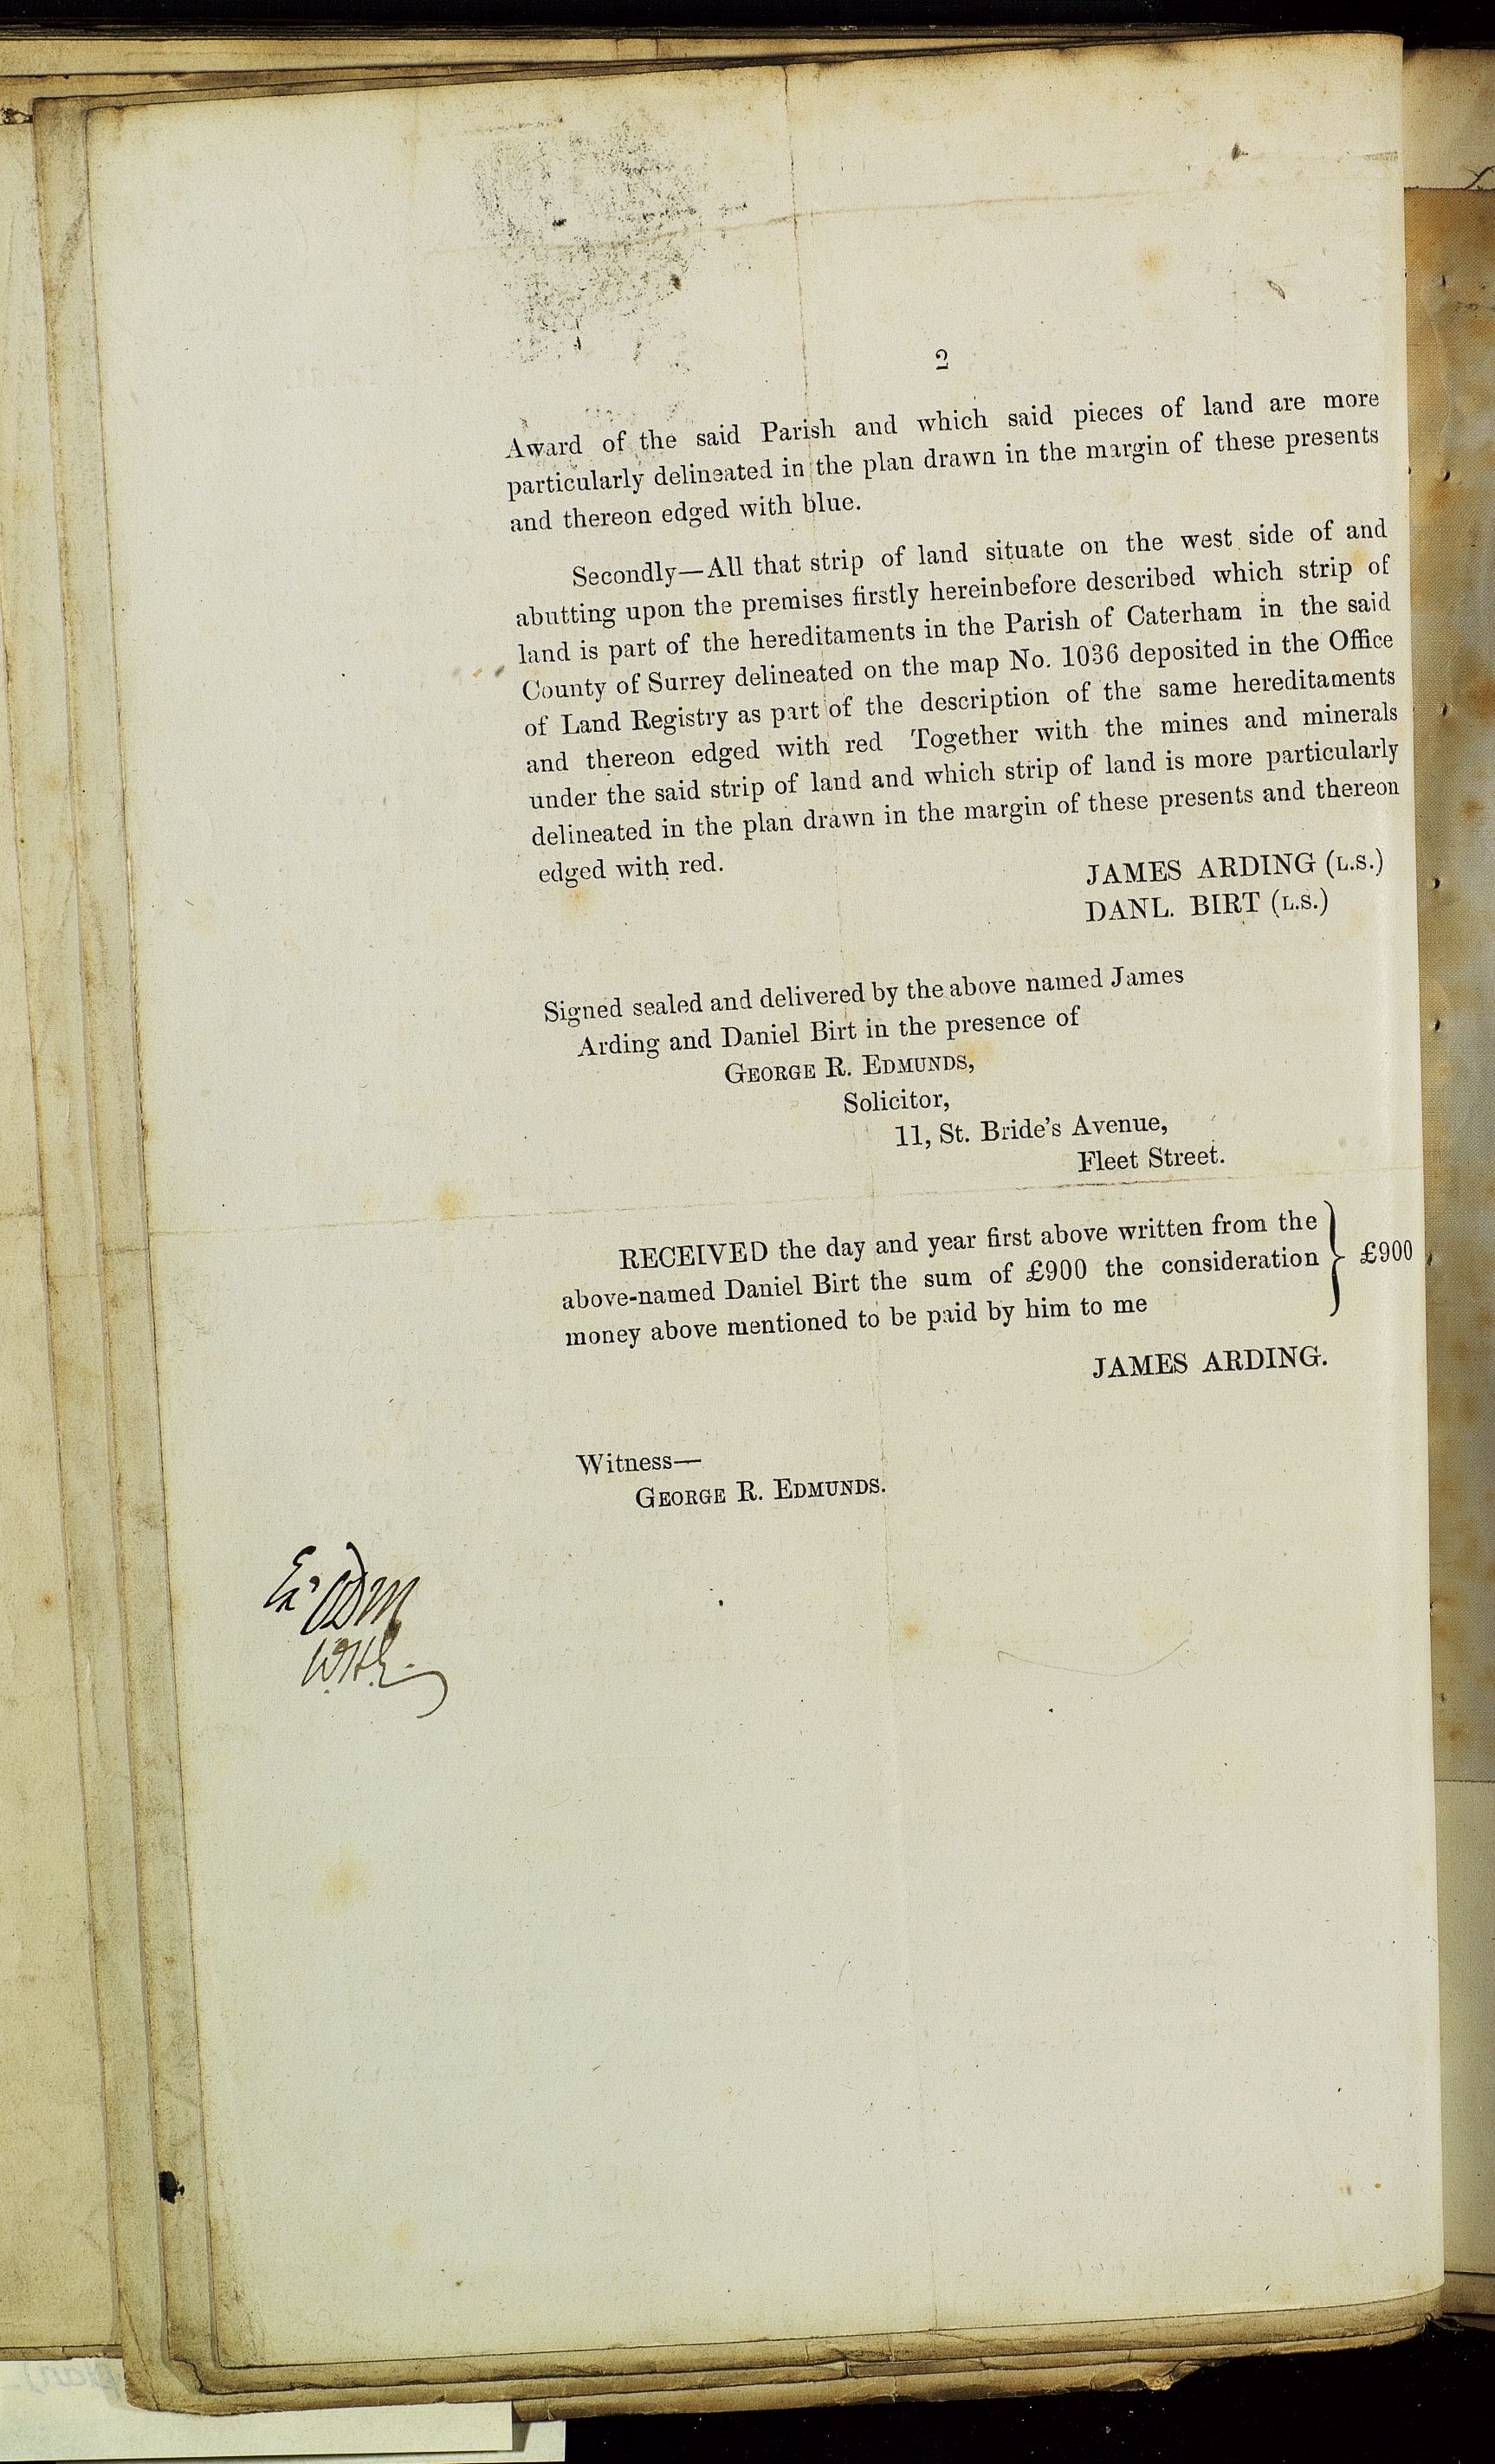 2
Award of the said Parish and which said pieces of land are more
particularly delineated in the plan drawn in the margin of these presents
and thereon edged with blue.
Secondly—All that strip of land situate on the west side of and
abutting upon the premises firstly hereinbefore described which strip of
land is part of the hereditaments in the Parish of Caterham in the said
County of Surrey delineated on the map No. 1036 deposited in the Office
of Land Registry as part of the description of the same hereditaments
and thereon edged with red Together with the mines and minerals
under the said strip of land and which strip of land is more particularly
delineated in the plan drawn in the margin of these presents and thereon
edged with red.
JAMES ARDING (L.S.)
DANL. BIRT (L.S.)
Signed sealed and delivered by the above named James
Arding and Daniel Birt in the presence of
GEORGE R. EDMUNDS,
Solicitor,
11, St. Bride's Avenue,
Fleet Street.
RECEIVED the day and year first above written from the
above-named Daniel Birt the sum of £900 the consideration
money above mentioned to be paid by him to me
£900
JAMES ARDING.
Witness—
GEORGE R. EDMUNDS.